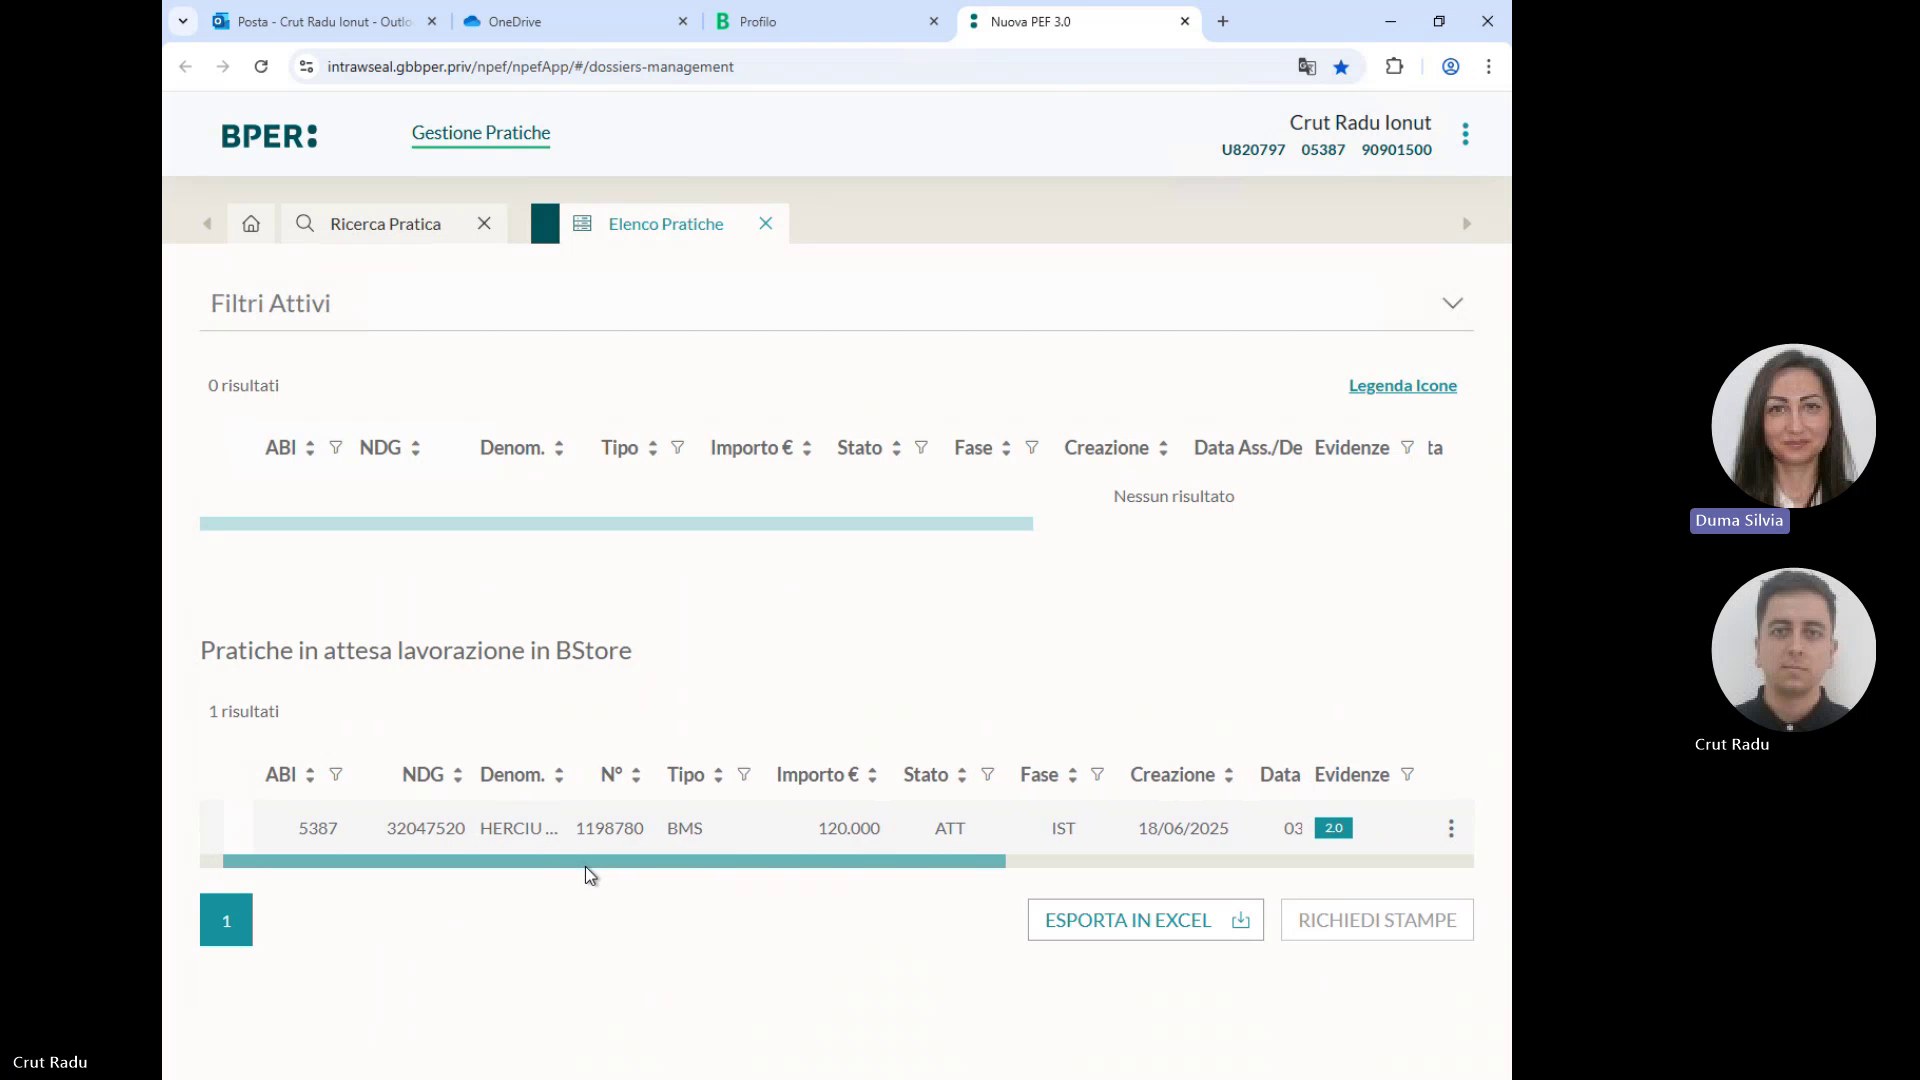 Posta - Crut Radu Ionut - Outlo
OneDrive
Profilo
Nuova PEF 3.0
intrawseal.gbbper.priv/npef/npefApp/#/dossiers-management
BPER:
Gestione Pratiche
Crut Radu Ionut
U820797 05387 90901500
Ricerca Pratica
Elenco Pratiche
Filtri Attivi
0 risultati
Legenda Icone
ABI NDG Denom. Tipo Importo € Stato Fase Creazione Data Ass./De Evidenze ta
Nessun risultato
Pratiche in attesa lavorazione in BStore
1 risultati
ABI NDG Denom. N° Tipo Importo € Stato Fase Creazione Data Evidenze
5387 32047520 HERCIU ... 1198780 BMS 120.000 ATT IST 18/06/2025 03 2.0
1
ESPORTA IN EXCEL
RICHIEDI STAMPE
Duma Silvia
Crut Radu
Crut Radu